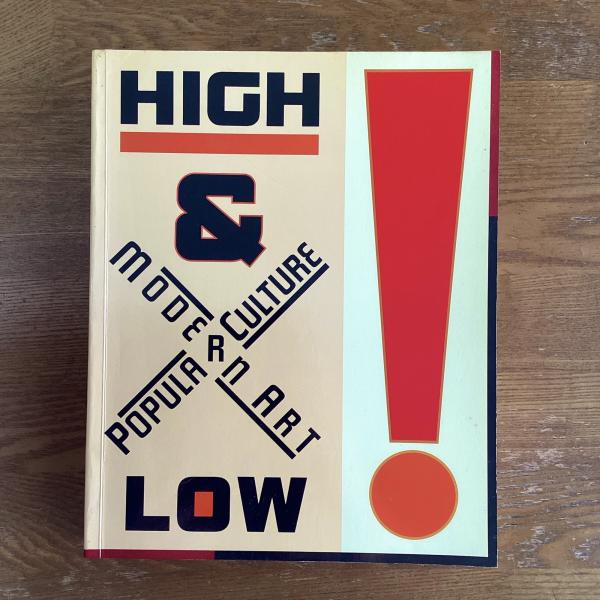 HIGH
&
MODERN ART
POPULAR CULTURE
LOW
!